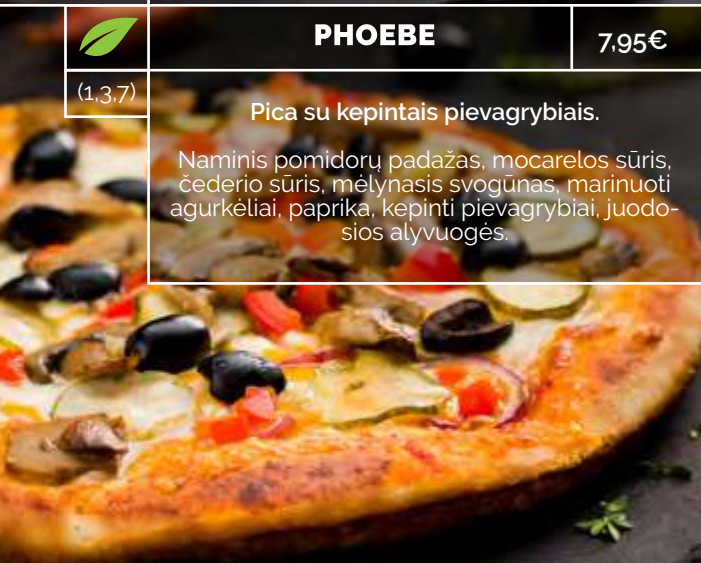 PHOEBE
7,95€
(1,3,7)
Pica su kepintais pievagrybiais.
Naminis pomidorų padažas, mocarelos sūris,
čederio sūris, mėlynasis svogūnas, marinuoti
agurkėliai, paprika, kepinti pievagrybiai, juodo-
sios alyvuogės.